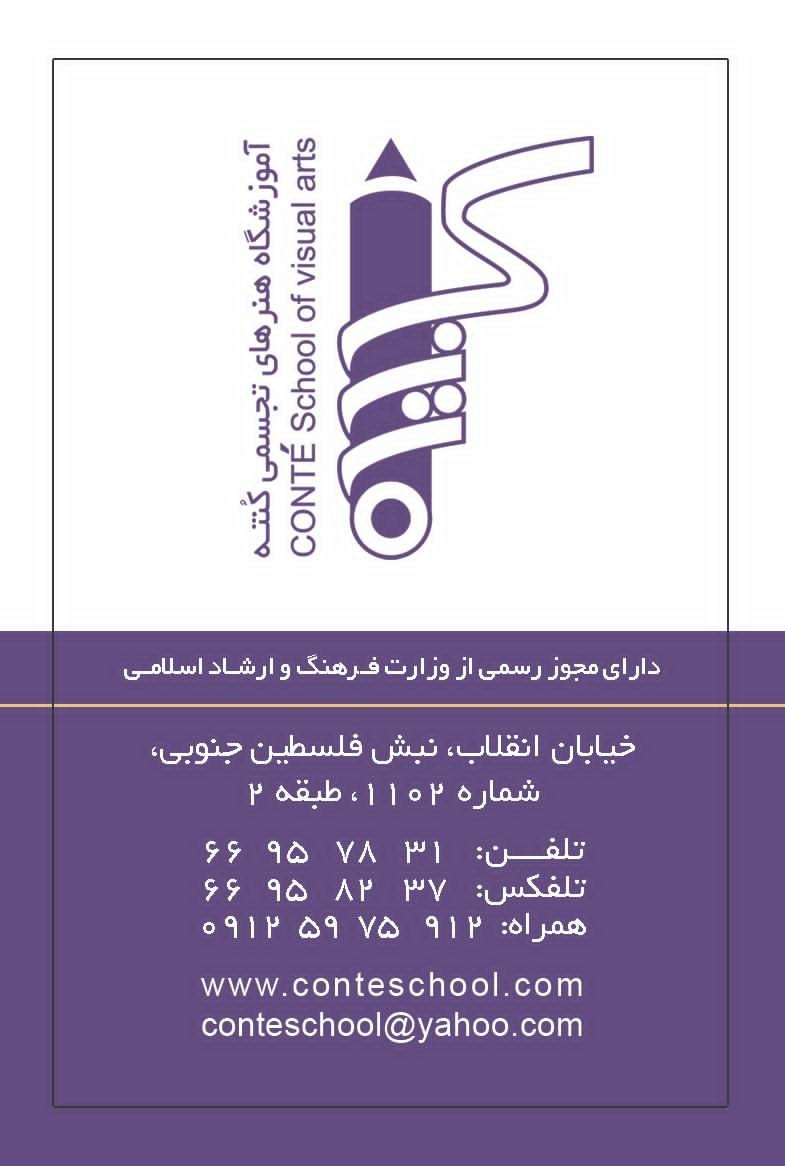 آموزشگاه هنرهای تجسمی کُنته
CONTÉ School of visual arts
کنته
دارای مجوز رسمی از وزارت فرهنگ و ارشاد اسلامی
خیابان انقلاب، نبش فلسطین جنوبی،
شماره ۱۱۰۲، طبقه ۲
تلفن: ۶۶ ۹۵ ۷۸ ۳۱
تلفکس: ۶۶ ۹۵ ۸۲ ۳۷
همراه: ۰۹۱۲ ۵۹ ۷۵ ۹۱۲
www.conteschool.com
conteschool@yahoo.com